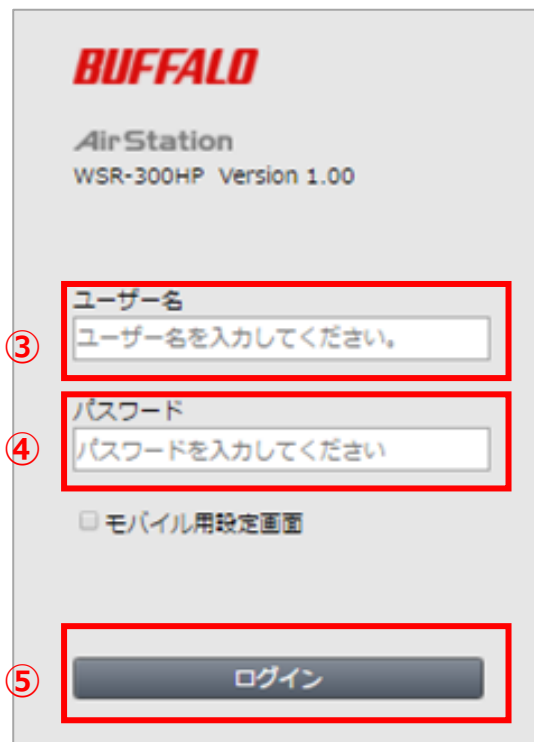 BUFFALO
AirStation
WSR-300HP Version 1.00
ユーザー名
③
ユーザー名を入力してください。
パスワード
④
パスワードを入力してください
モバイル用設定画面
⑤
ログイン